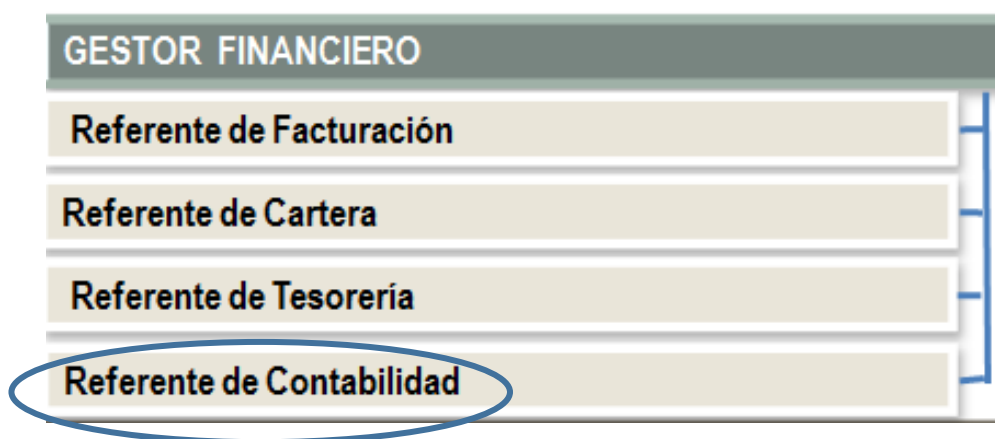 GESTOR FINANCIERO
Referente de Facturación
Referente de Cartera
Referente de Tesorería
Referente de Contabilidad